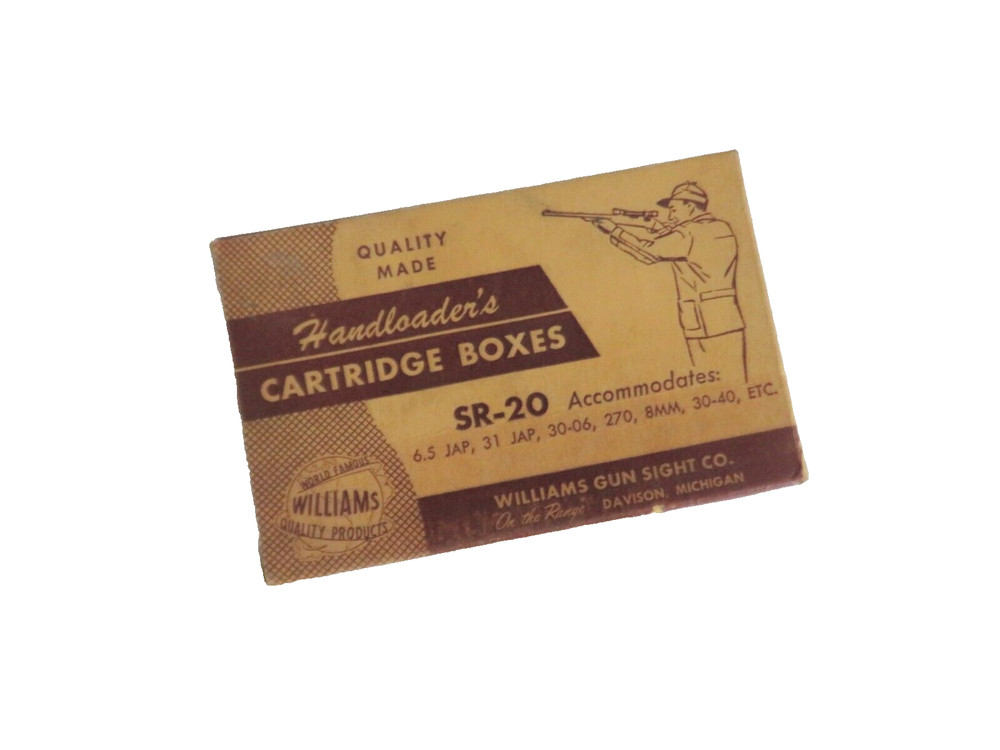 QUALITY
MADE
Handloader's
CARTRIDGE BOXES
SR-20 Accommodates:
6.5 JAP, 31 JAP, 30-06, 270, 8MM, 30-40, ETC.
WORLD FAMOUS
WILLIAMS
QUALITY PRODUCTS
WILLIAMS GUN SIGHT CO.
"On the Range" DAVISON, MICHIGAN